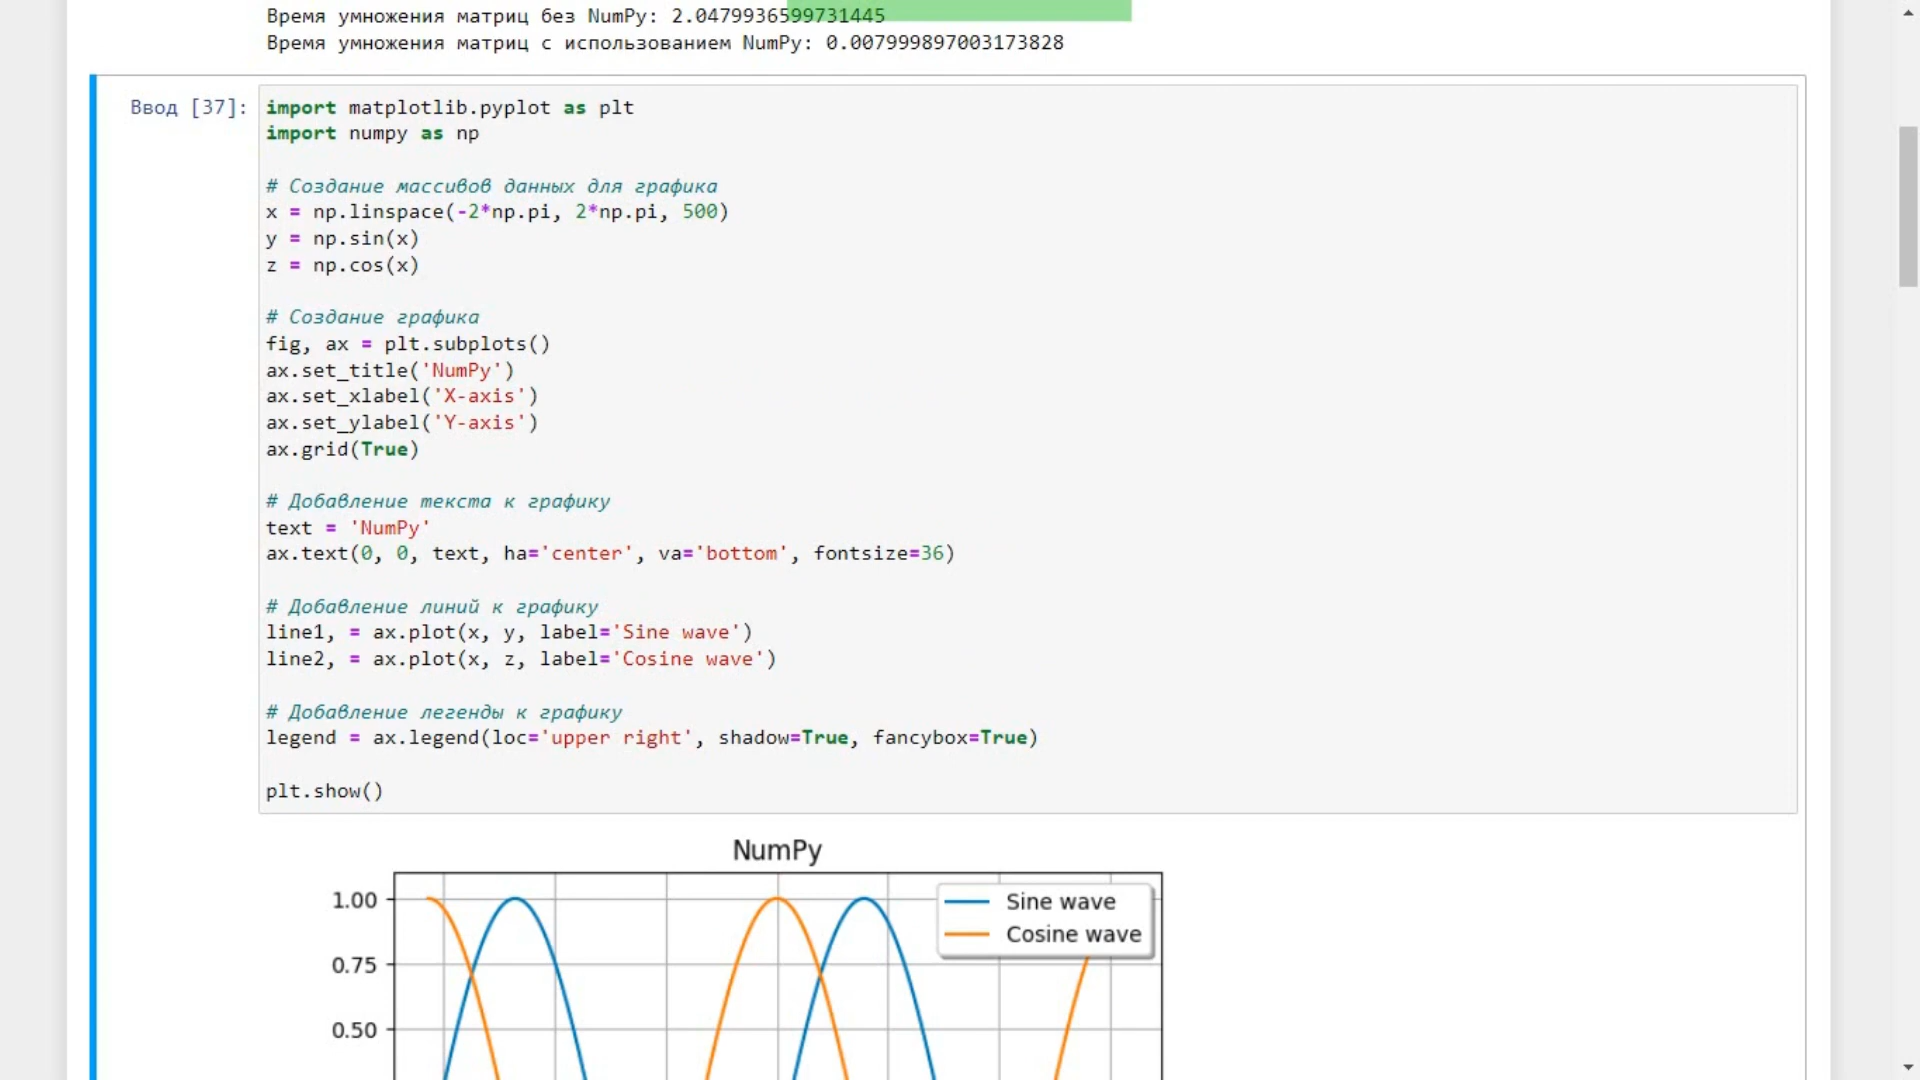 Время умножения матриц без NumPy: 2.0479936599731445
Время умножения матриц с использованием NumPy: 0.007999897003173828
Ввод [37]:
import matplotlib.pyplot as plt
import numpy as np
# Создание массивов данных для графика
x = np.linspace(-2*np.pi, 2*np.pi, 500)
y = np.sin(x)
z = np.cos(x)
# Создание графика
fig, ax = plt.subplots()
ax.set_title('NumPy')
ax.set_xlabel('X-axis')
ax.set_ylabel('Y-axis')
ax.grid(True)
# Добавление текста к графику
text = 'NumPy'
ax.text(0, 0, text, ha='center', va='bottom', fontsize=36)
# Добавление линий к графику
line1, = ax.plot(x, y, label='Sine wave')
line2, = ax.plot(x, z, label='Cosine wave')
# Добавление легенды к графику
legend = ax.legend(loc='upper right', shadow=True, fancybox=True)
plt.show()
NumPy
1.00
Sine wave
Cosine wave
0.75
0.50